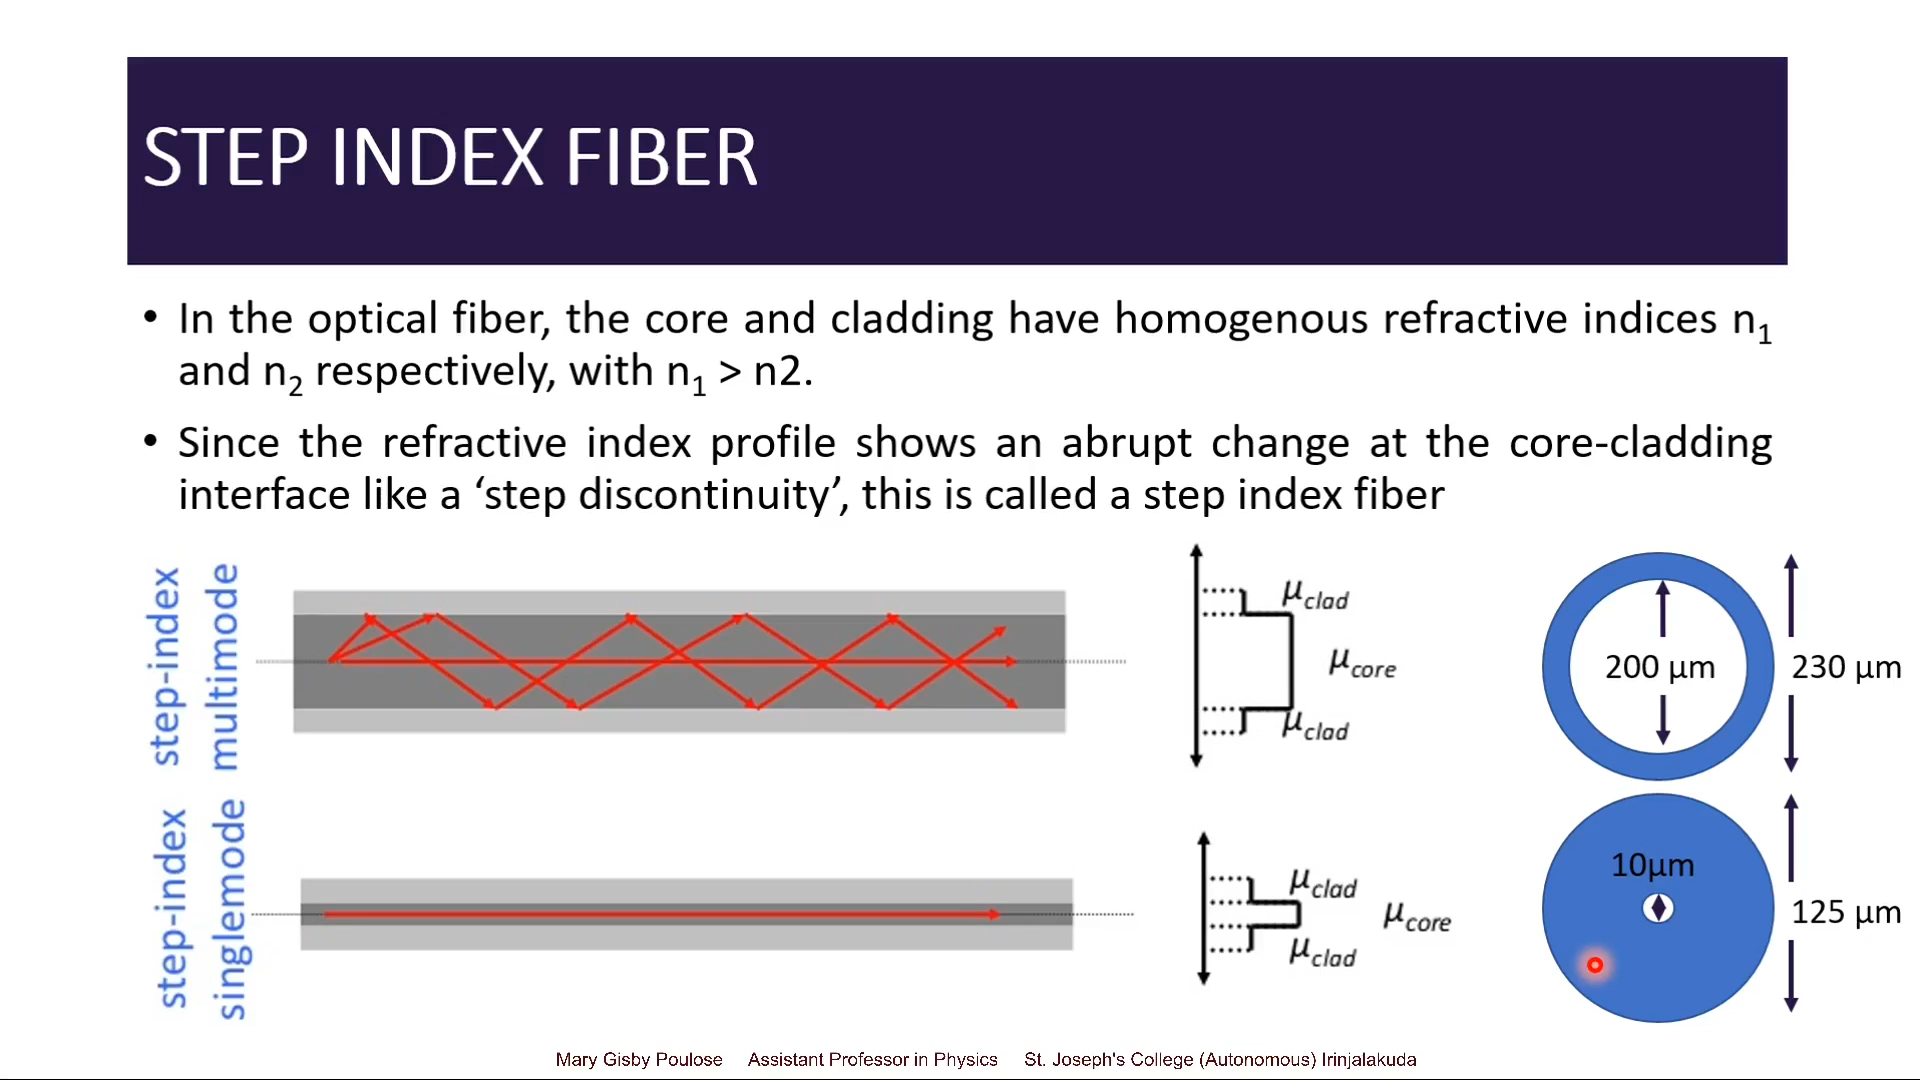 STEP INDEX FIBER
• In the optical fiber, the core and cladding have homogenous refractive indices n₁
and n₂ respectively, with n₁ > n2.
• Since the refractive index profile shows an abrupt change at the core-cladding
interface like a ‘step discontinuity’, this is called a step index fiber
step-index
multimode
μclad
μcore
μclad
200 μm
230 μm
step-index
singlemode
μclad
μcore
μclad
10μm
125 μm
Mary Gisby Poulose Assistant Professor in Physics St. Joseph's College (Autonomous) Irinjalakuda